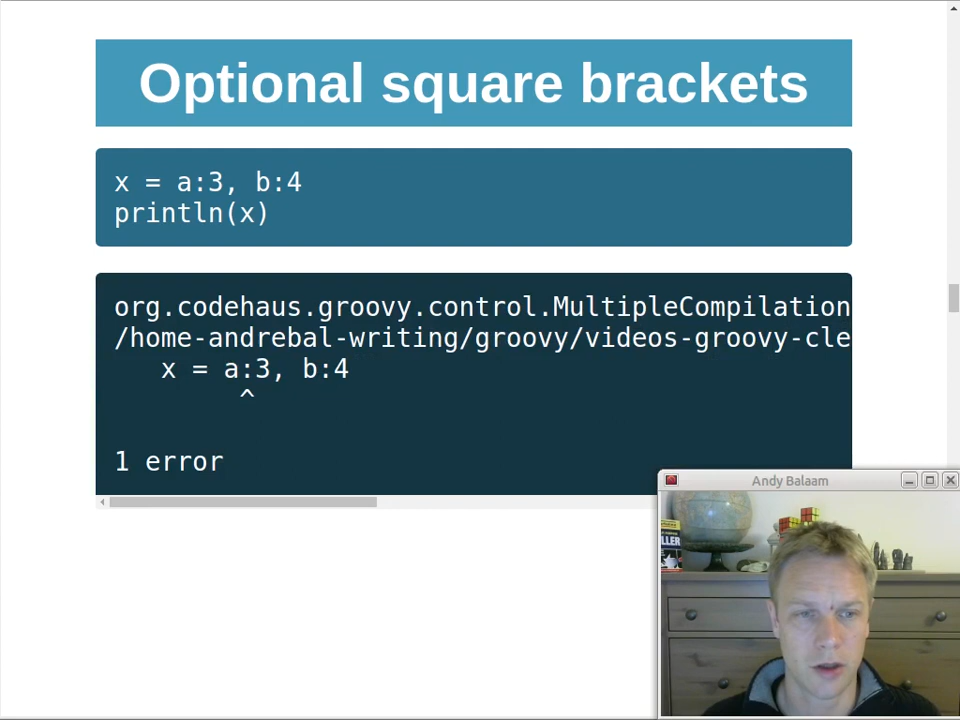 Optional square brackets
x = a:3, b:4
println(x)
org.codehaus.groovy.control.MultipleCompilation
/home-andrebal-writing/groovy/videos-groovy-cle
x = a:3, b:4
^
1 error
Andy Balaam
LLER